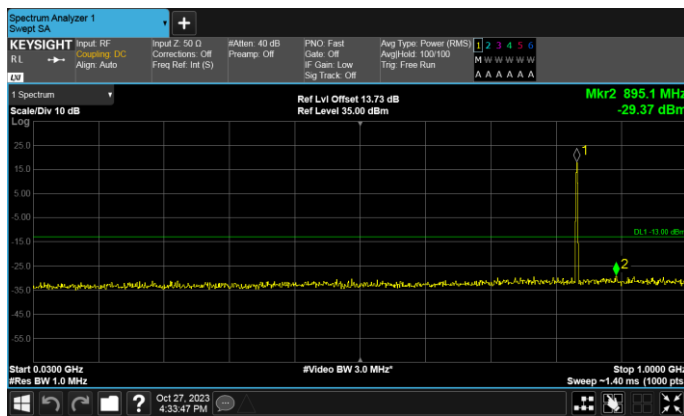 Spectrum Analyzer 1
Swept SA
KEYSIGHT Input: RF Input Z: 50 Ω #Atten: 40 dB PNO: Fast Avg Type: Power (RMS) 1 2 3 4 5 6
RL Coupling: DC Corrections: Off Preamp: Off Gate: Off Avg|Hold: 100/100 M W W W W W
Align: Auto Freq Ref: Int (S) IF Gain: Low Trig: Free Run
Sig Track: Off A A A A A A
LXI
1 Spectrum Ref Lvl Offset 13.73 dB Mkr2 895.1 MHz
Scale/Div 10 dB Ref Level 35.00 dBm -29.37 dBm
Log
25.0
1
15.0
5.00
-5.00
DL1 -13.00 dBm
-15.0
-25.0
2
-35.0
-45.0
-55.0
Start 0.0300 GHz #Video BW 3.0 MHz* Stop 1.0000 GHz
#Res BW 1.0 MHz Sweep ~1.40 ms (1000 pts)
? Oct 27, 2023
4:33:47 PM